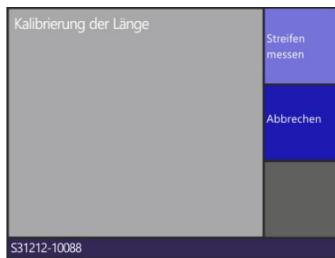 Kalibrierung der Länge
Streifen
messen
Abbrechen
S31212-10088